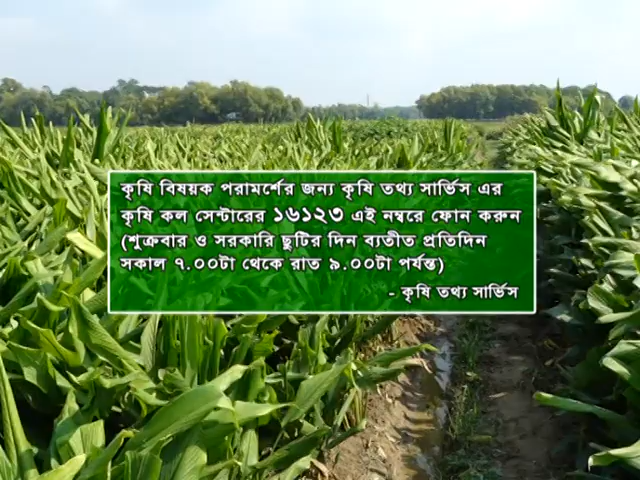 কৃষি বিষয়ক পরামর্শের জন্য কৃষি তথ্য সার্ভিস এর
কৃষি কল সেন্টারের ১৬১২৩ এই নম্বরে ফোন করুন
(শুক্রবার ও সরকারি ছুটির দিন ব্যতীত প্রতিদিন
সকাল ৭.০০টা থেকে রাত ৯.০০টা পর্যন্ত)
- কৃষি তথ্য সার্ভিস